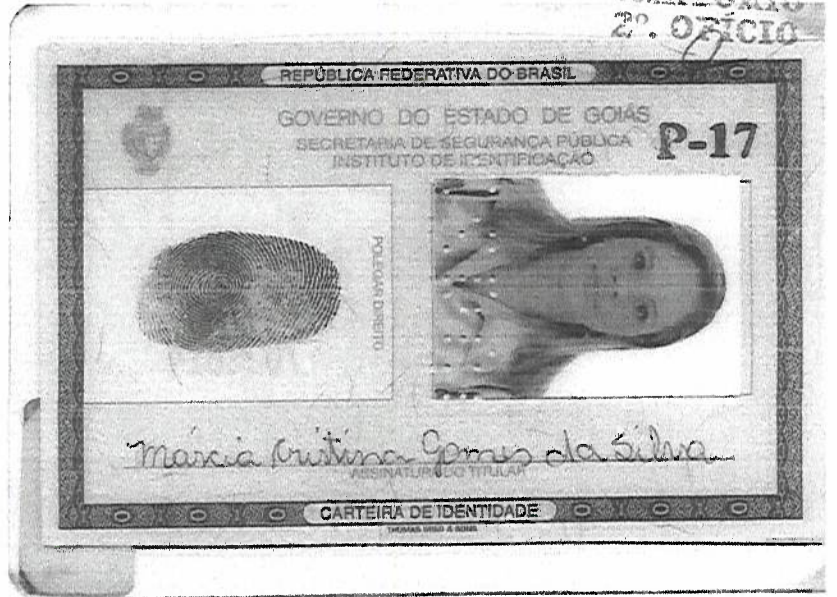 2º. OFÍCIO
REPÚBLICA FEDERATIVA DO BRASIL
GOVERNO DO ESTADO DE GOIÁS
SECRETARIA DE SEGURANÇA PÚBLICA
INSTITUTO DE IDENTIFICAÇÃO
P-17
POLEGAR DIREITO
Márcia Cristina Gomes da Silva
ASSINATURA DO TITULAR
CARTEIRA DE IDENTIDADE